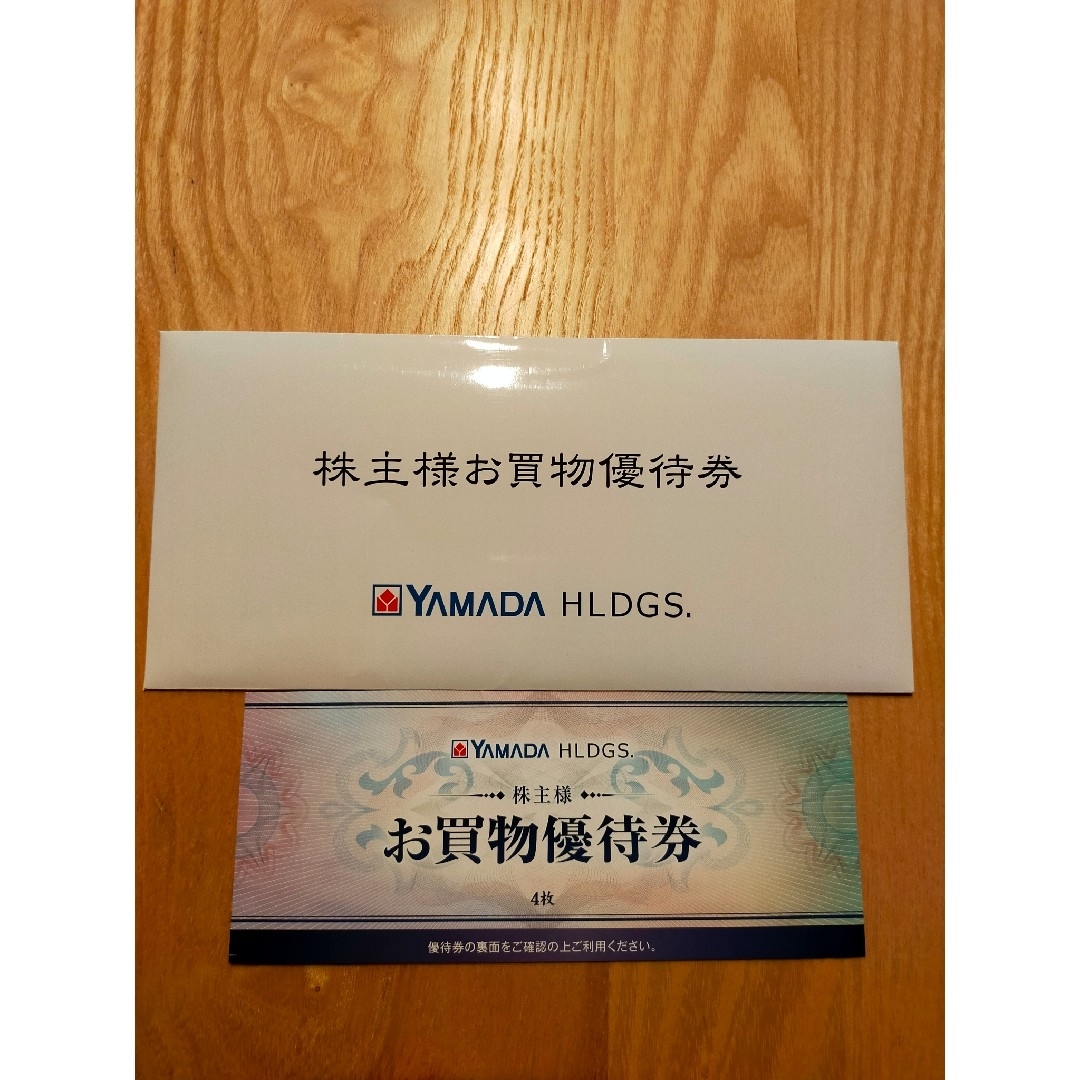 株主様お買物優待券
YAMADA HLDGS.
YAMADA HLDGS.
株主様
お買物優待券
4枚
優待券の裏面をご確認の上ご利用ください。